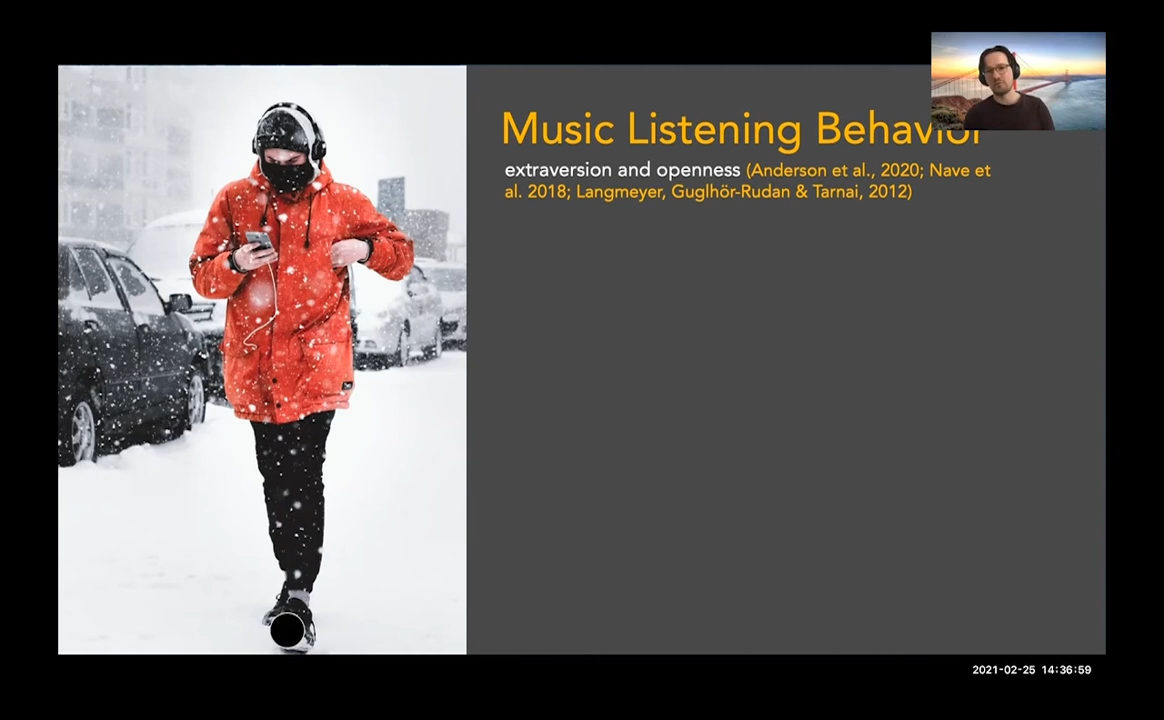 Music Listening Behavior
extraversion and openness (Anderson et al., 2020; Nave et
al. 2018; Langmeyer, Guglhör-Rudan & Tarnai, 2012)
2021-02-25 14:36:59